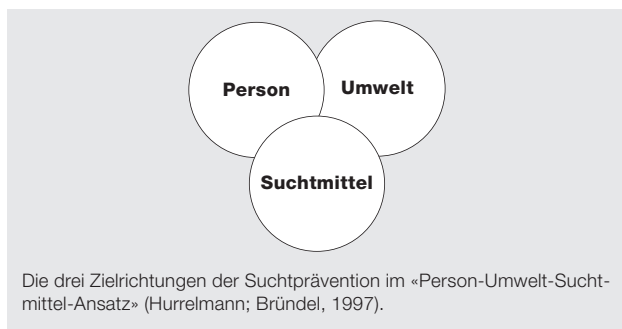 Person Umwelt
Suchtmittel
Die drei Zielrichtungen der Suchtprävention im «Person-Umwelt-Sucht-
mittel-Ansatz» (Hurrelmann; Bründel, 1997).